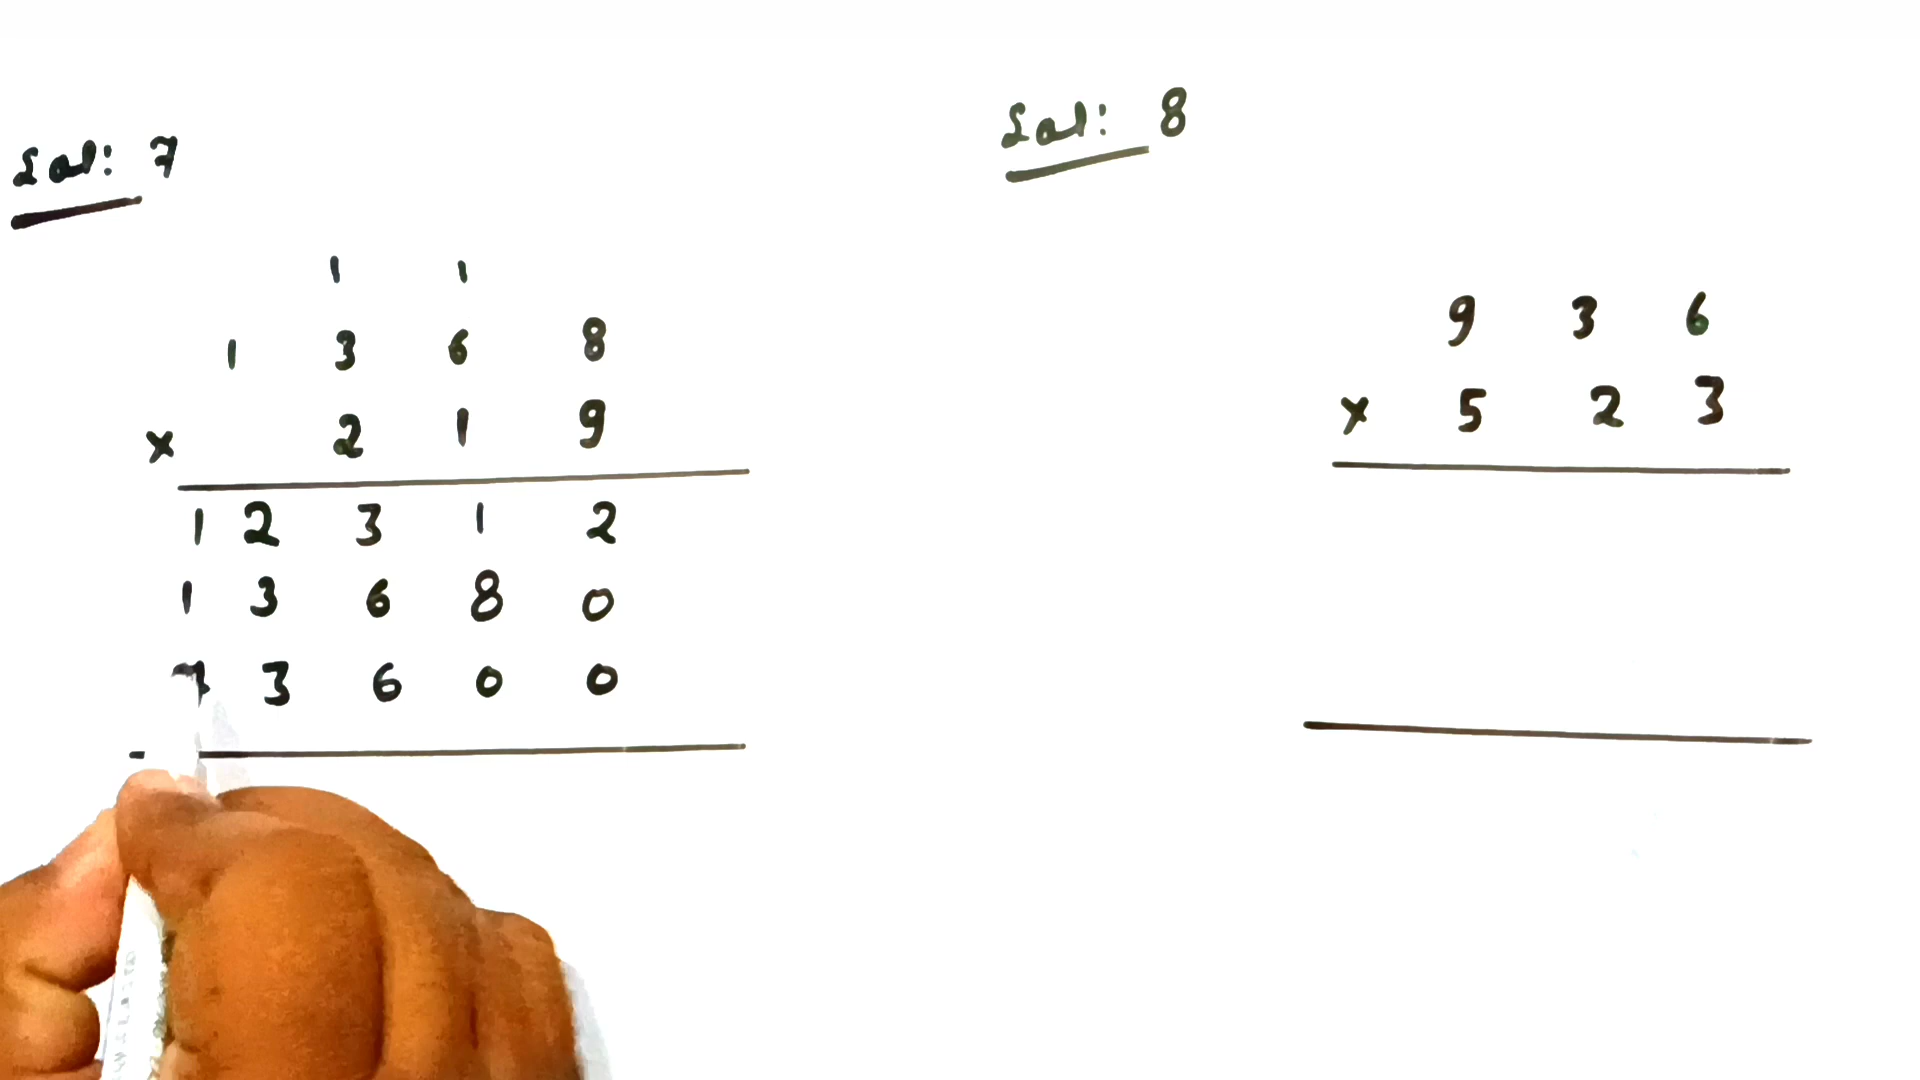 Sol: 7
1 1
1 3 6 8
x 2 1 9
1 2 3 1 2
1 3 6 8 0
3 6 0 0
Sol: 8
9 3 6
x 5 2 3